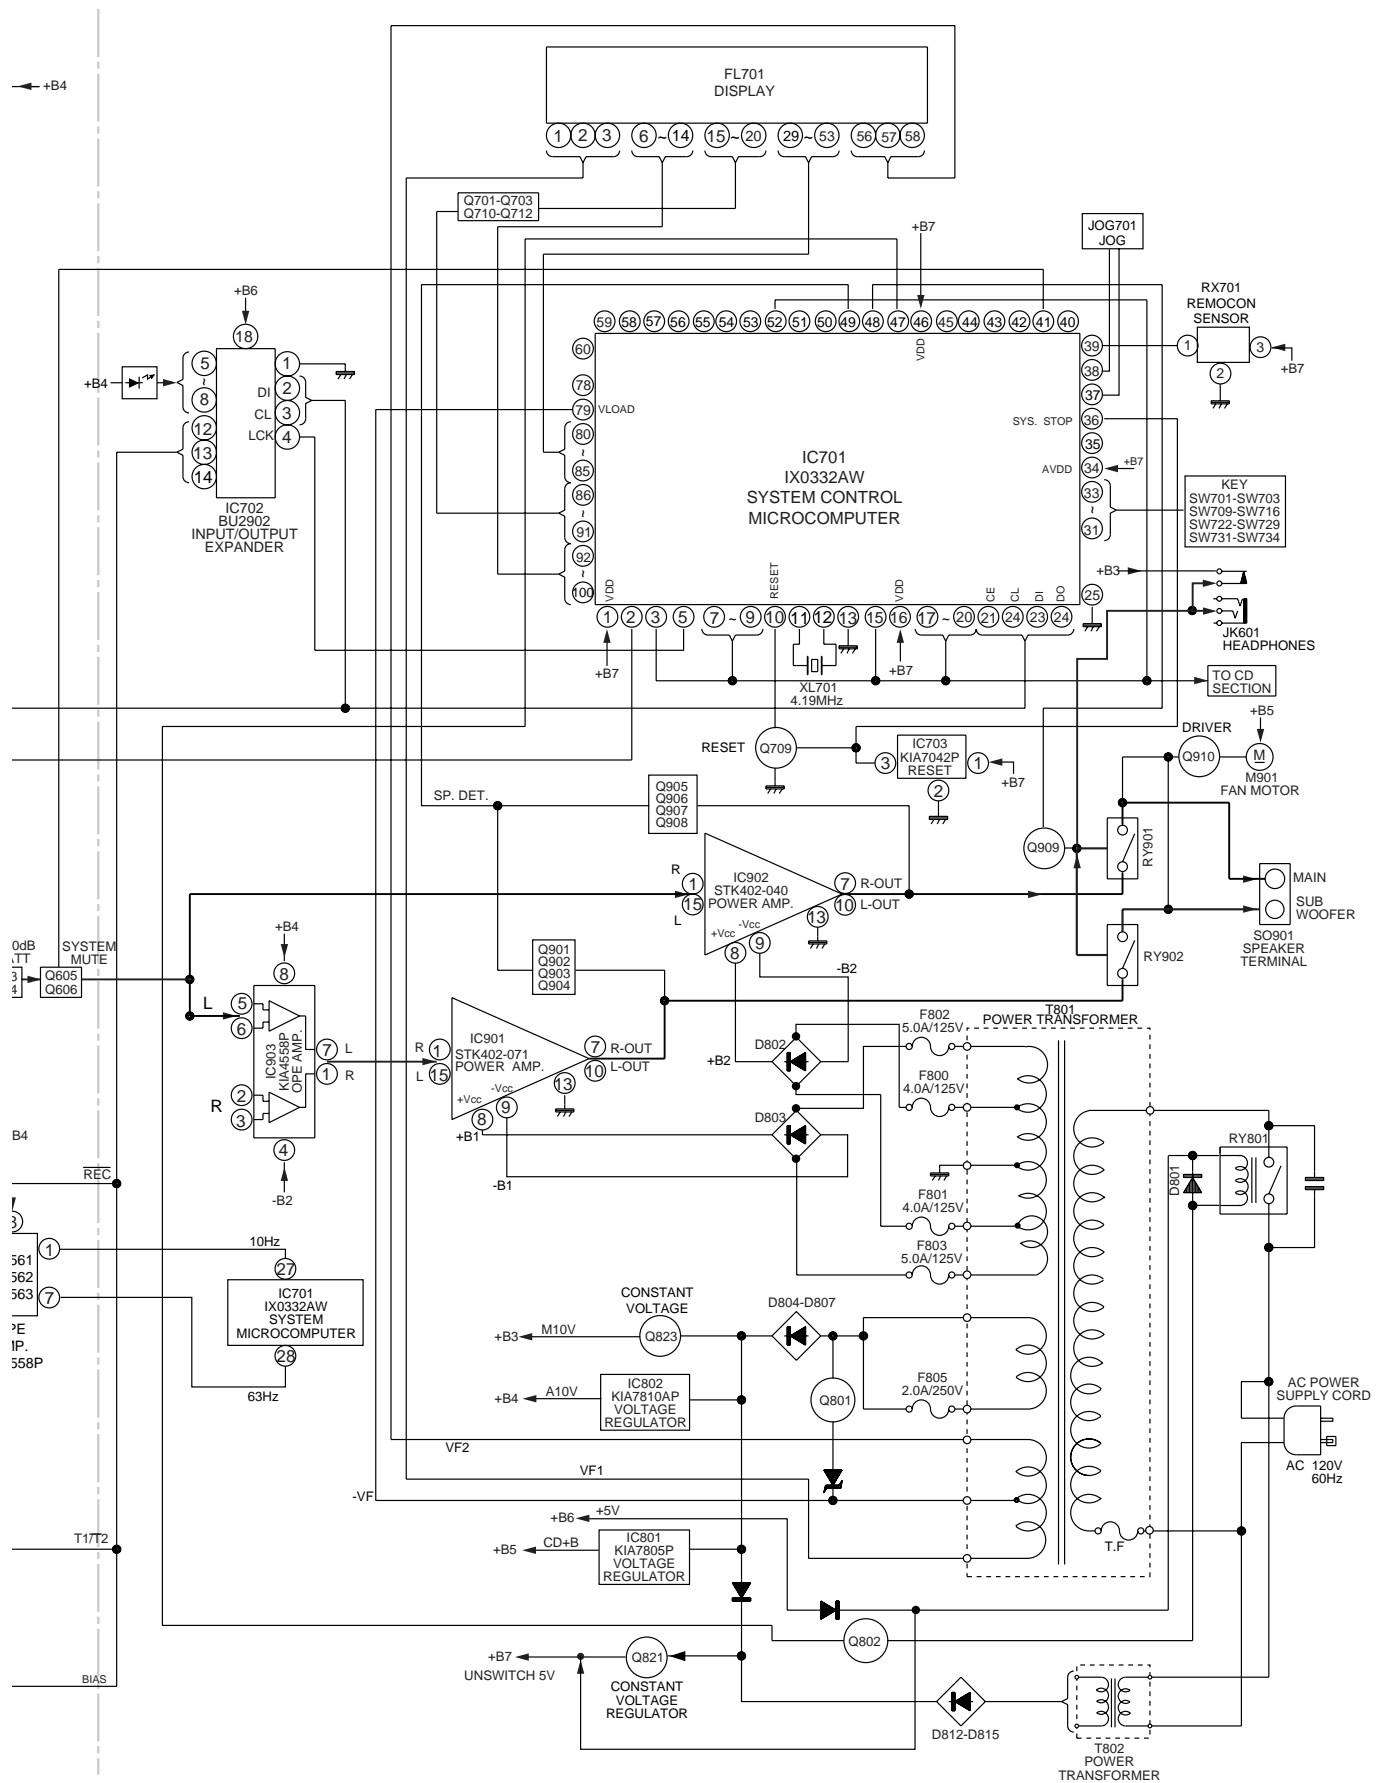 +B4
FL701
DISPLAY
1 2 3 6 ~ 14 15 ~ 20 29 ~ 53 56 57 58
Q701-Q703
Q710-Q712
+B7
JOG701
JOG
RX701
REMOCON
SENSOR
1 3
2
+B7
+B6
18
+B4
5
~
8
12
13
14
1
DI 2
CL 3
LCK 4
IC702
BU2902
INPUT/OUTPUT
EXPANDER
59 58 57 56 55 54 53 52 51 50 49 48 47 46 45 44 43 42 41 40
VDD
60
78
79 VLOAD
80
~
85
86
~
91
92
~
100
39
38
37
SYS. STOP 36
35
AVDD 34 +B7
33
~
31
25
IC701
IX0332AW
SYSTEM CONTROL
MICROCOMPUTER
KEY
SW701-SW703
SW709-SW716
SW722-SW729
SW731-SW734
VDD RESET VDD CE CL DI DO
1 2 3 5 7 ~ 9 10 11 12 13 15 16 17 ~ 20 21 24 23 24
+B7
XL701
4.19MHz
+B7
+B3
JK601
HEADPHONES
TO CD
SECTION
RESET
Q709
IC703
KIA7042P
RESET
3 1
2
+B7
DRIVER
+B5
Q910
M
M901
FAN MOTOR
SP. DET.
Q905
Q906
Q907
Q908
Q909
RY901
R
1
15
L
IC902
STK402-040
POWER AMP.
7 R-OUT
10 L-OUT
13
+Vcc
-Vcc
8
9
MAIN
SUB
WOOFER
SO901
SPEAKER
TERMINAL
RY902
0dB
ATT
3
4
SYSTEM
MUTE
Q605
Q606
+B4
8
L
5
6
IC903
KIA4558P
OPE AMP.
7 L
1 R
R
2
3
4
-B2
Q901
Q902
Q903
Q904
-B2
R 1
L 15
IC901
STK402-071
POWER AMP.
7 R-OUT
10 L-OUT
13
+Vcc
-Vcc
8
9
+B1
-B1
D802
+B2
D803
F802
5.0A/125V
F800
4.0A/125V
F801
4.0A/125V
F803
5.0A/125V
T801
POWER TRANSFORMER
RY801
D801
B4
REC
3
561
562
563
1
7
PE
MP.
558P
10Hz
27
IC701
IX0332AW
SYSTEM
MICROCOMPUTER
28
63Hz
CONSTANT
VOLTAGE
+B3 M10V
Q823
D804-D807
+B4 A10V
IC802
KIA7810AP
VOLTAGE
REGULATOR
Q801
F805
2.0A/250V
AC POWER
SUPPLY CORD
AC 120V
60Hz
VF2
VF1
-VF
+B6 +5V
+B5 CD+B
IC801
KIA7805P
VOLTAGE
REGULATOR
T.F
T1/T2
Q802
+B7
UNSWITCH 5V
Q821
CONSTANT
VOLTAGE
REGULATOR
BIAS
D812-D815
T802
POWER
TRANSFORMER